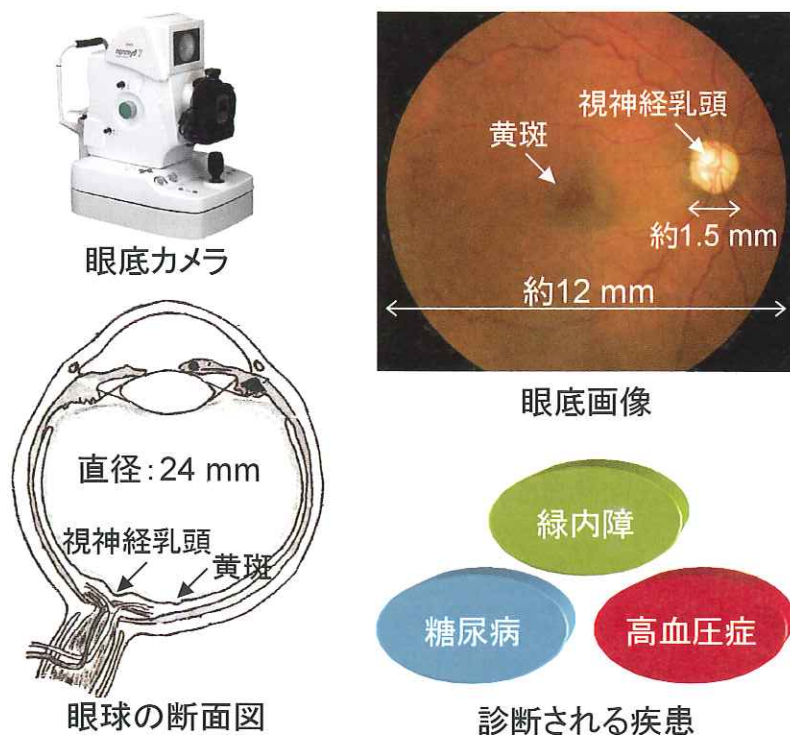 眼底カメラ
視神経乳頭
黄斑
約1.5 mm
約12 mm
眼底画像
直径：24 mm
視神経乳頭
黄斑
眼球の断面図
緑内障
糖尿病
高血圧症
診断される疾患